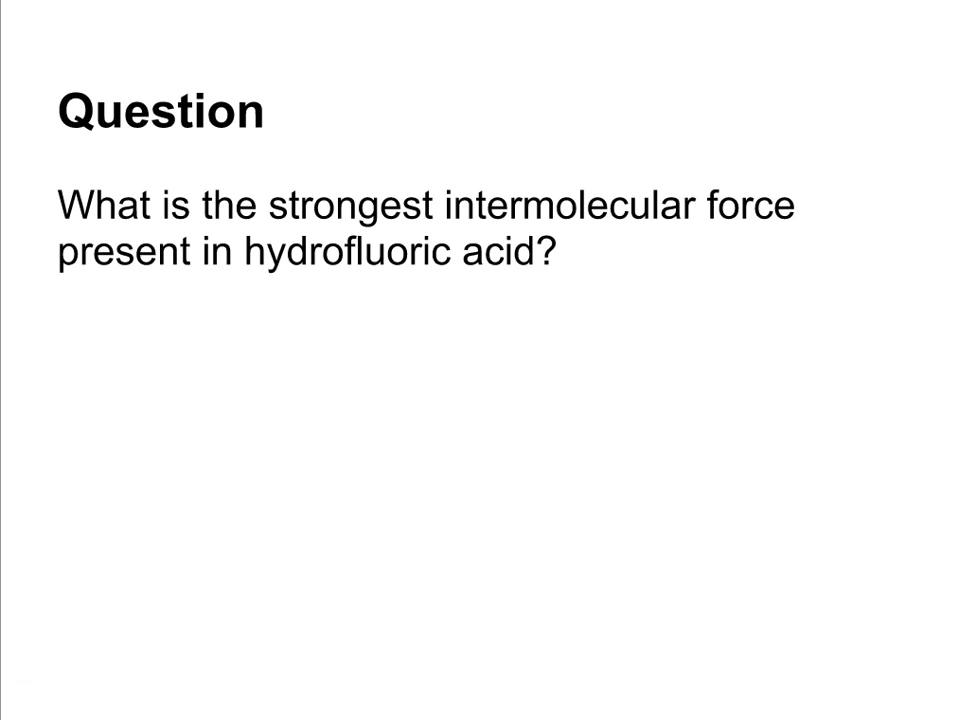 Question
What is the strongest intermolecular force
present in hydrofluoric acid?